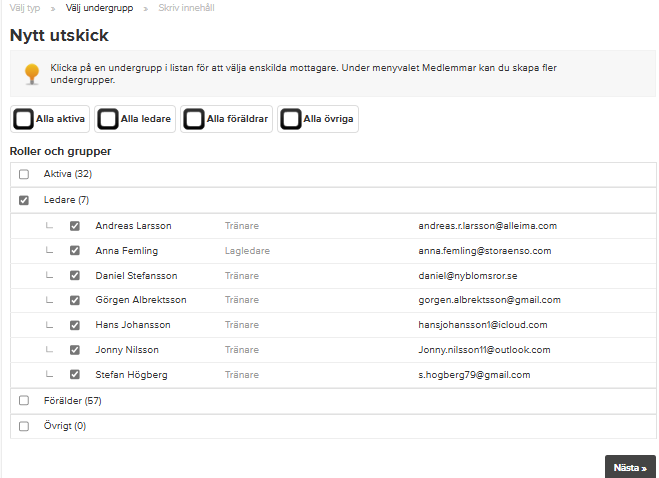 Välj typ » Välj undergrupp » Skriv innehåll
Nytt utskick
Klicka på en undergrupp i listan för att välja enskilda mottagare. Under menyvalet Medlemmar kan du skapa fler
undergrupper.
Alla aktiva Alla ledare Alla föräldrar Alla övriga
Roller och grupper
Aktiva (32)
Ledare (7)
Andreas Larsson Tränare andreas.r.larsson@alleima.com
Anna Femling Lagledare anna.femling@storaenso.com
Daniel Stefansson Tränare daniel@nyblomsror.se
Görgen Albrektsson Tränare gorgen.albrektsson@gmail.com
Hans Johansson Tränare hansjohansson1@icloud.com
Jonny Nilsson Tränare Jonny.nilsson11@outlook.com
Stefan Högberg Tränare s.hogberg79@gmail.com
Förälder (57)
Övrigt (0)
Nästa »